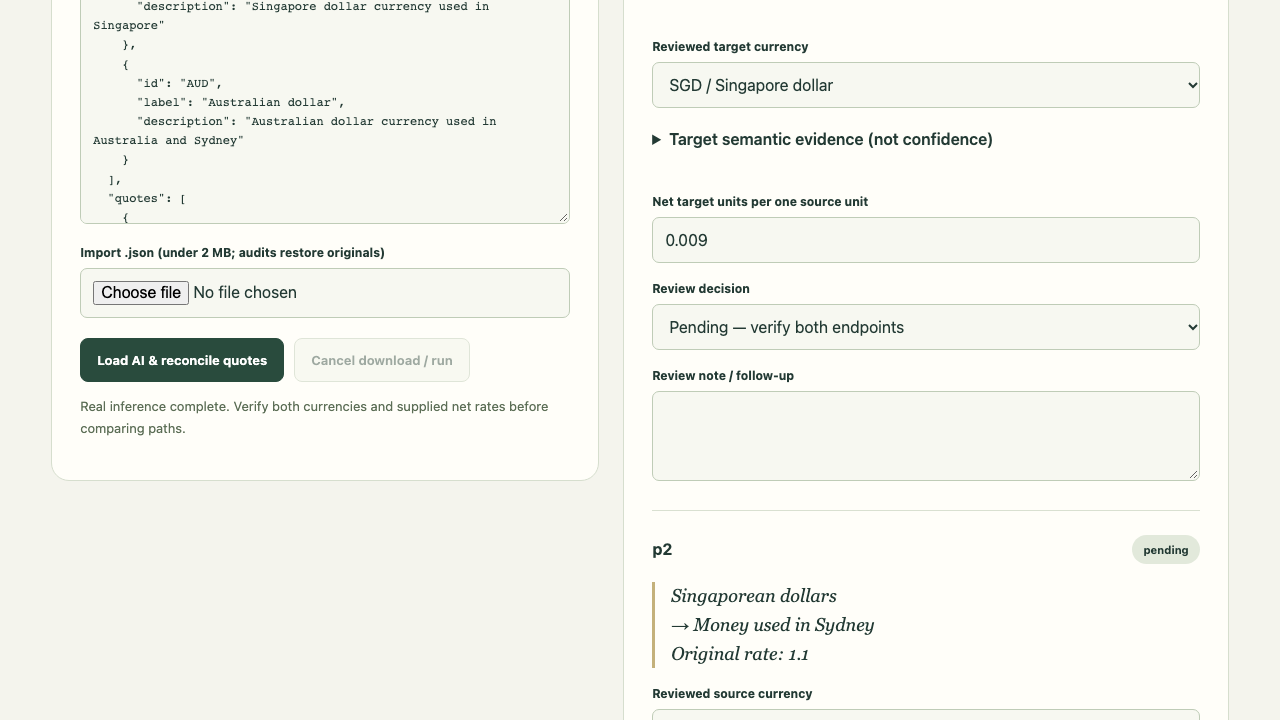 "description": "Singapore dollar currency used in
Singapore"
},
{
"id": "AUD",
"label": "Australian dollar",
"description": "Australian dollar currency used in
Australia and Sydney"
}
],
"quotes": [
{
Import .json (under 2 MB; audits restore originals)
Choose file No file chosen
Load AI & reconcile quotes
Cancel download / run
Real inference complete. Verify both currencies and supplied net rates before
comparing paths.
Reviewed target currency
SGD / Singapore dollar
Target semantic evidence (not confidence)
Net target units per one source unit
0.009
Review decision
Pending — verify both endpoints
Review note / follow-up
p2
pending
Singaporean dollars
→ Money used in Sydney
Original rate: 1.1
Reviewed source currency